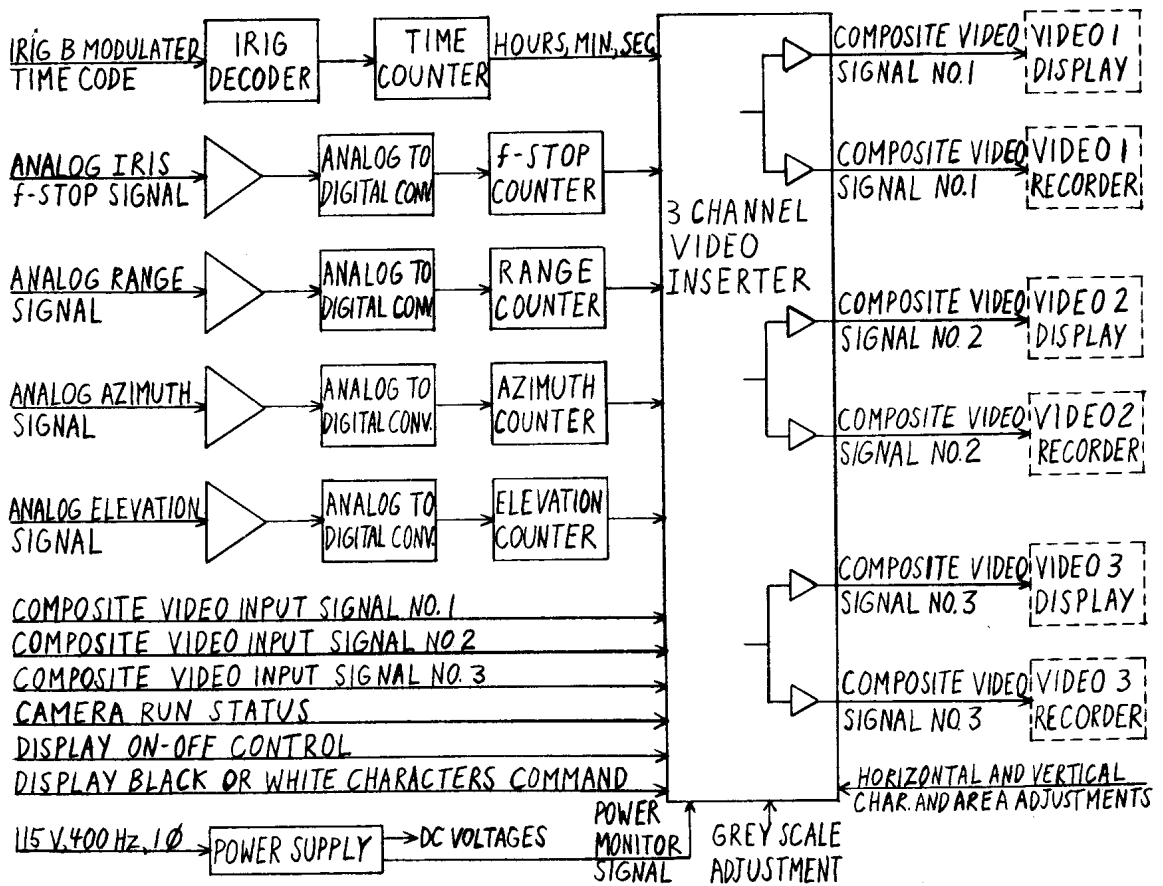 IRIG B MODULATED
TIME CODE
IRIG
DECODER
TIME
COUNTER
HOURS, MIN., SEC
ANALOG IRIS
f-STOP SIGNAL
ANALOG TO
DIGITAL CONV.
f-STOP
COUNTER
ANALOG RANGE
SIGNAL
ANALOG TO
DIGITAL CONV.
RANGE
COUNTER
ANALOG AZIMUTH
SIGNAL
ANALOG TO
DIGITAL CONV.
AZIMUTH
COUNTER
ANALOG ELEVATION
SIGNAL
ANALOG TO
DIGITAL CONV.
ELEVATION
COUNTER
COMPOSITE VIDEO INPUT SIGNAL NO. 1
COMPOSITE VIDEO INPUT SIGNAL NO. 2
COMPOSITE VIDEO INPUT SIGNAL NO. 3
CAMERA RUN STATUS
DISPLAY ON-OFF CONTROL
DISPLAY BLACK OR WHITE CHARACTERS COMMAND
115 V, 400 Hz, 1Ø
POWER SUPPLY
DC VOLTAGES
POWER
MONITOR
SIGNAL
GREY SCALE
ADJUSTMENT
3 CHANNEL
VIDEO
INSERTER
COMPOSITE VIDEO
SIGNAL NO. 1
VIDEO 1
DISPLAY
COMPOSITE VIDEO
SIGNAL NO. 1
VIDEO 1
RECORDER
COMPOSITE VIDEO
SIGNAL NO. 2
VIDEO 2
DISPLAY
COMPOSITE VIDEO
SIGNAL NO. 2
VIDEO 2
RECORDER
COMPOSITE VIDEO
SIGNAL NO. 3
VIDEO 3
DISPLAY
COMPOSITE VIDEO
SIGNAL NO. 3
VIDEO 3
RECORDER
HORIZONTAL AND VERTICAL
CHAR. AND AREA ADJUSTMENTS